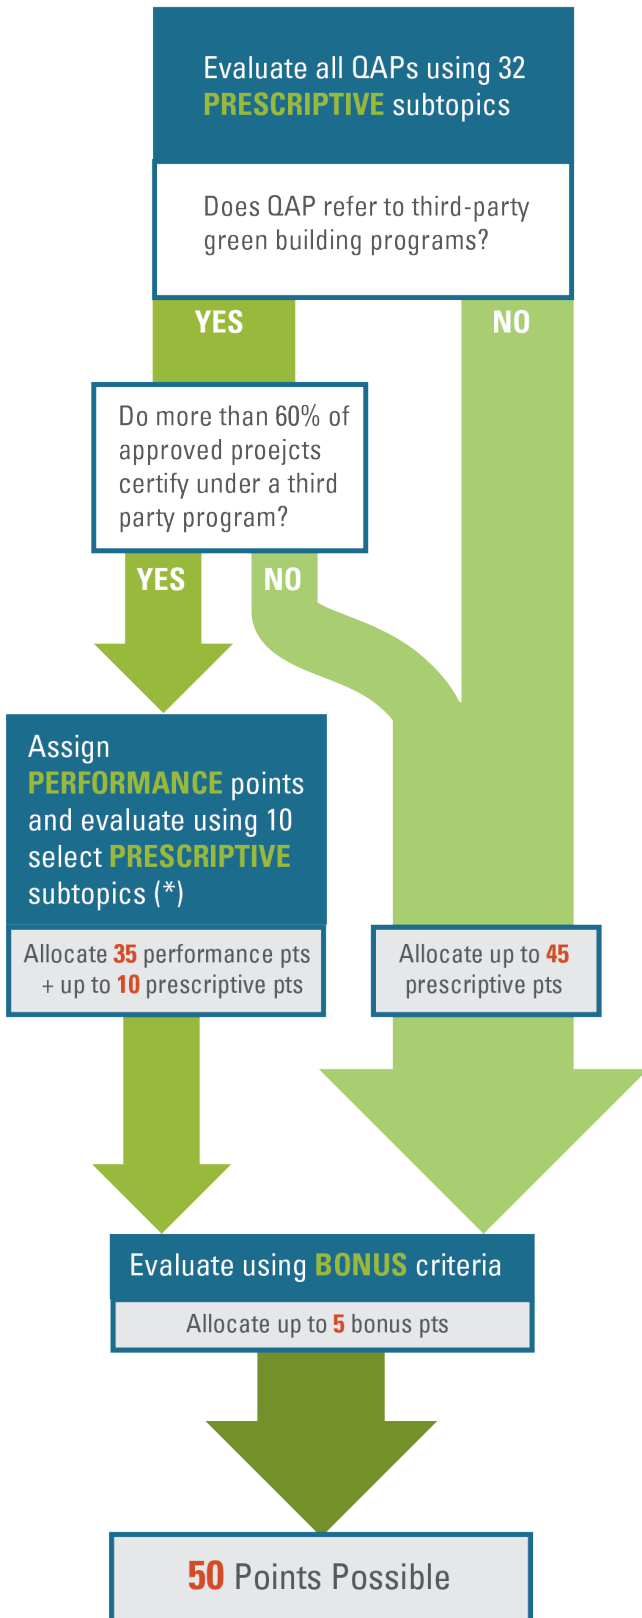 Evaluate all QAPs using 32
PRESCRIPTIVE subtopics
Does QAP refer to third-party
green building programs?
YES
NO
Do more than 60% of
approved proejcts
certify under a third
party program?
YES
NO
Assign
PERFORMANCE points
and evaluate using 10
select PRESCRIPTIVE
subtopics (*)
Allocate 35 performance pts
+ up to 10 prescriptive pts
Allocate up to 45
prescriptive pts
Evaluate using BONUS criteria
Allocate up to 5 bonus pts
50 Points Possible